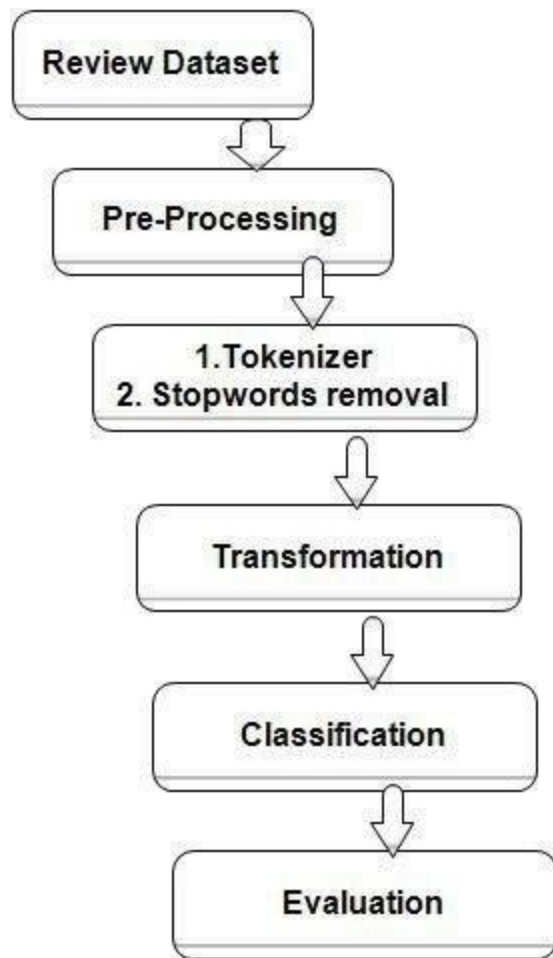 Review Dataset
Pre-Processing
1.Tokenizer
2. Stopwords removal
Transformation
Classification
Evaluation